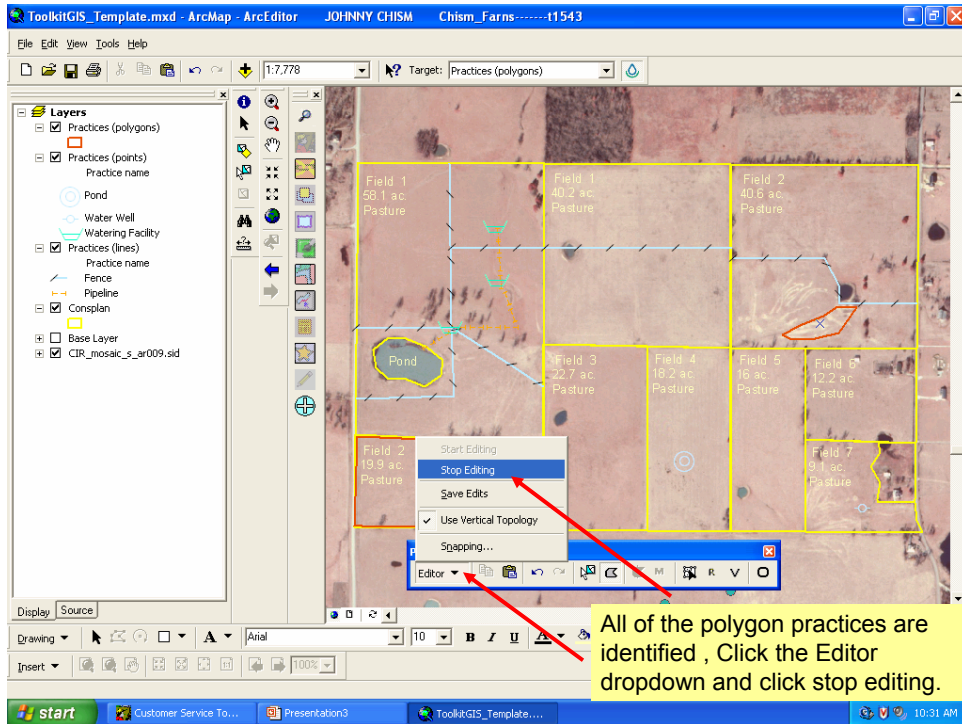 ToolkitGIS_Template.mxd - ArcMap - ArcEditor JOHNNY CHISM Chism_Farns-------t1543
File Edit View Tools Help
1:7,778
Target: Practices (polygons)
Layers
Practices (polygons)
Practices (points)
Practice name
Pond
Water Well
Watering Facility
Practices (lines)
Practice name
Fence
Pipeline
Consplan
Base Layer
CIR_mosaic_s_ar009.sid
Field 1
58.1 ac.
Pasture
Field 1
40.2 ac.
Pasture
Field 2
40.6 ac.
Pasture
Pond
Field 3
22.7 ac.
Pasture
Field 4
18.2 ac.
Pasture
Field 5
16 ac.
Pasture
Field 6
12.2 ac.
Pasture
Field 2
19.9 ac.
Pasture
Field 7
9.1 ac.
Pasture
Start Editing
Stop Editing
Save Edits
Use Vertical Topology
Snapping...
Editor
M
R
V
O
Display Source
Drawing
A
Arial
10
B I U A
Insert
100%
All of the polygon practices are
identified , Click the Editor
dropdown and click stop editing.
start
Customer Service To...
Presentation3
ToolkitGIS_Template....
10:31 AM